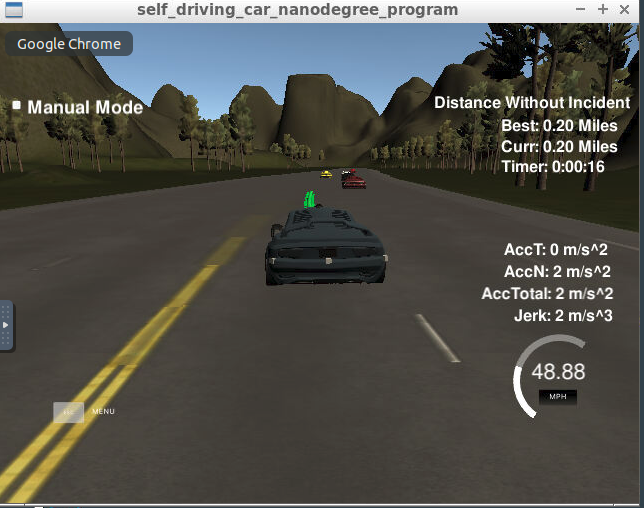 self_driving_car_nanodegree_program
Google Chrome
Manual Mode
Distance Without Incident
Best: 0.20 Miles
Curr: 0.20 Miles
Timer: 0:00:16
AccT: 0 m/s^2
AccN: 2 m/s^2
AccTotal: 2 m/s^2
Jerk: 2 m/s^3
48.88
MPH
MENU